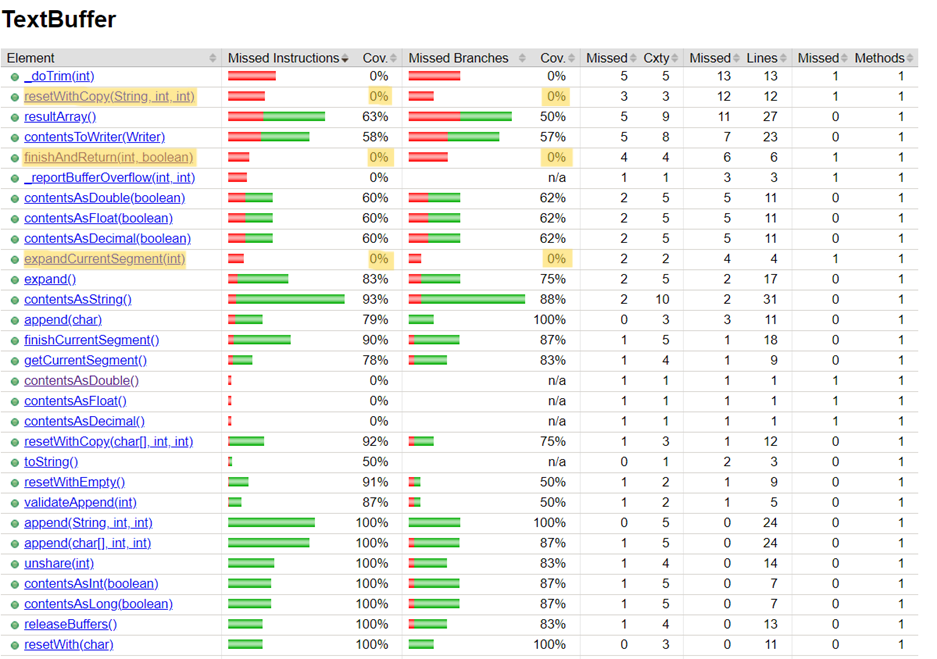 TextBuffer
Element Missed Instructions Cov. Missed Branches Cov. Missed Cxty Missed Lines Missed Methods
_doTrim(int) 0% 0% 5 5 13 13 1 1
resetWithCopy(String, int, int) 0% 0% 3 3 12 12 1 1
resultArray() 63% 50% 5 9 11 27 0 1
contentsToWriter(Writer) 58% 57% 5 8 7 23 0 1
finishAndReturn(int, boolean) 0% 0% 4 4 6 6 1 1
_reportBufferOverflow(int, int) 0% n/a 1 1 3 3 1 1
contentsAsDouble(boolean) 60% 62% 2 5 5 11 0 1
contentsAsFloat(boolean) 60% 62% 2 5 5 11 0 1
contentsAsDecimal(boolean) 60% 62% 2 5 5 11 0 1
expandCurrentSegment(int) 0% 0% 2 2 4 4 1 1
expand() 83% 75% 2 5 2 17 0 1
contentsAsString() 93% 88% 2 10 2 31 0 1
append(char) 79% 100% 0 3 3 11 0 1
finishCurrentSegment() 90% 87% 1 5 1 18 0 1
getCurrentSegment() 78% 83% 1 4 1 9 0 1
contentsAsDouble() 0% n/a 1 1 1 1 1 1
contentsAsFloat() 0% n/a 1 1 1 1 1 1
contentsAsDecimal() 0% n/a 1 1 1 1 1 1
resetWithCopy(char[], int, int) 92% 75% 1 3 1 12 0 1
toString() 50% n/a 0 1 2 3 0 1
resetWithEmpty() 91% 50% 1 2 1 9 0 1
validateAppend(int) 87% 50% 1 2 1 5 0 1
append(String, int, int) 100% 100% 0 5 0 24 0 1
append(char[], int, int) 100% 87% 1 5 0 24 0 1
unshare(int) 100% 83% 1 4 0 14 0 1
contentsAsInt(boolean) 100% 87% 1 5 0 7 0 1
contentsAsLong(boolean) 100% 87% 1 5 0 7 0 1
releaseBuffers() 100% 83% 1 4 0 13 0 1
resetWith(char) 100% 100% 0 3 0 11 0 1